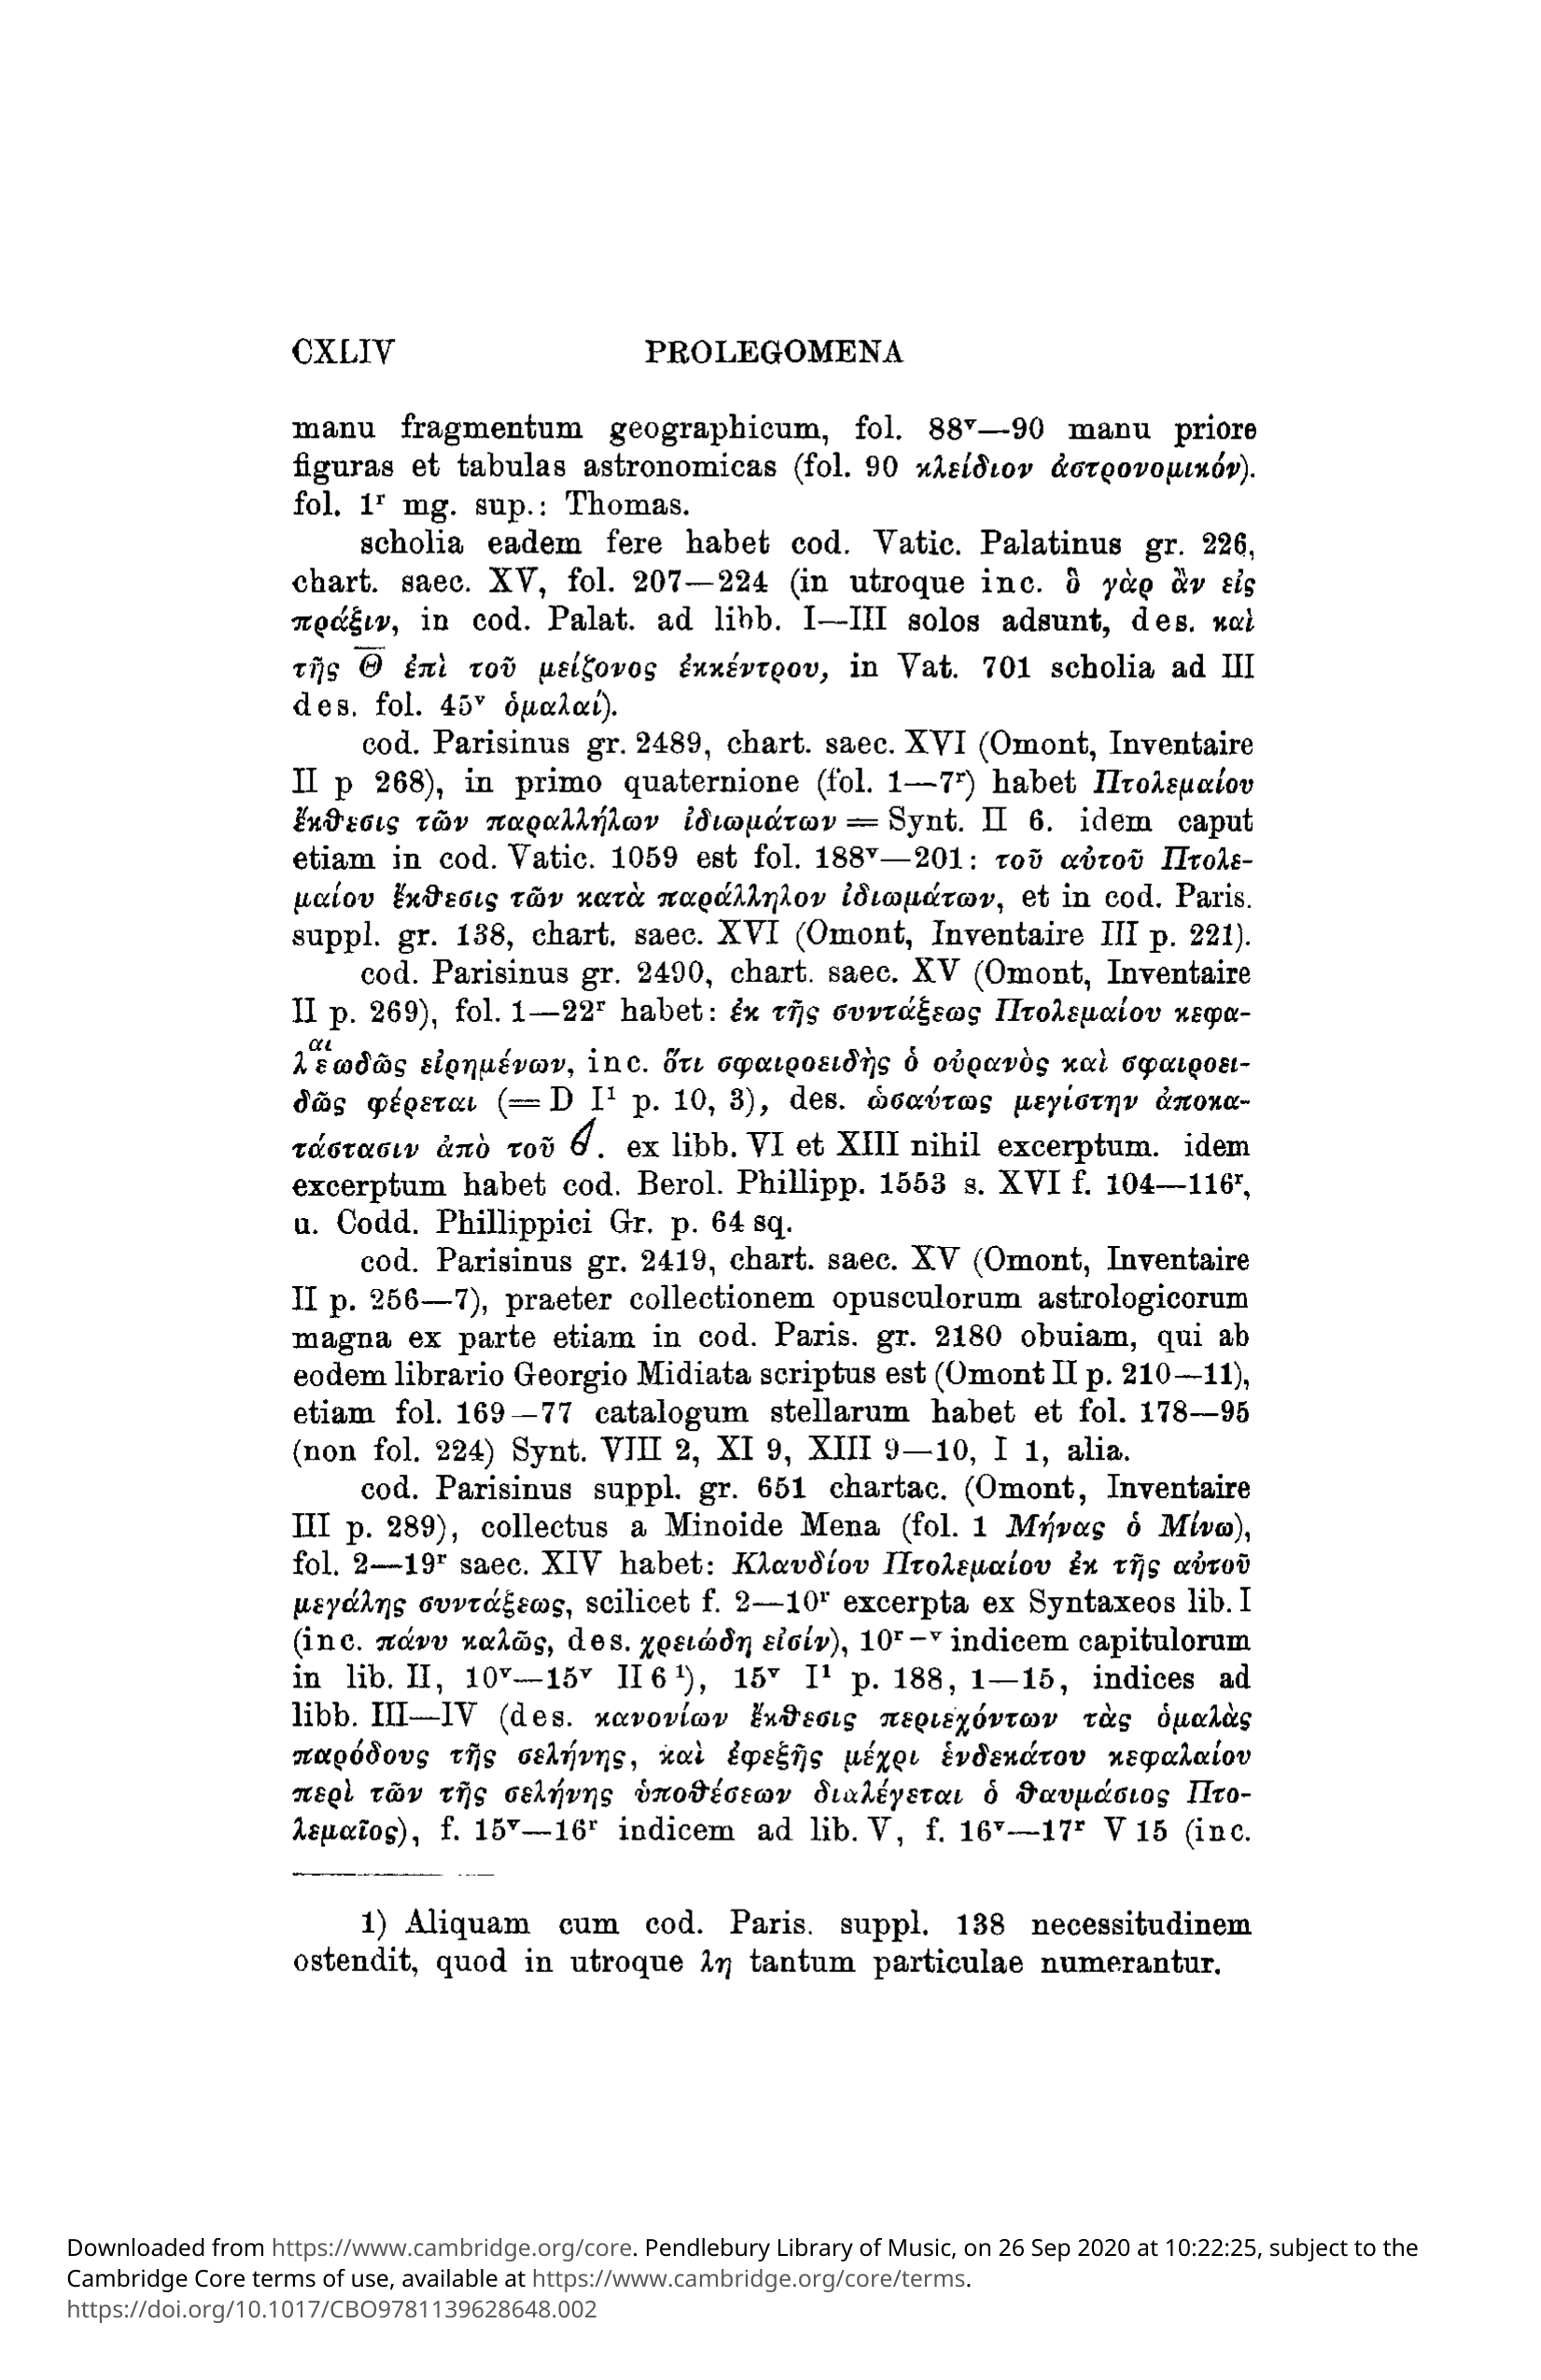 CXLIV PROLEGOMENA
manu fragmentum geographicum, fol. 88ᵛ—90 manu priore
figuras et tabulas astronomicas (fol. 90 κλείδιον ἀστρονομικόν).
fol. 1ʳ mg. sup.: Thomas.
scholia eadem fere habet cod. Vatic. Palatinus gr. 226,
chart. saec. XV, fol. 207—224 (in utroque inc. ὃ γὰρ ἂν εἰς
πράξιν, in cod. Palat. ad libb. I—III solos adsunt, des. καὶ
τῆς Θ̅ ἐπὶ τοῦ μείζονος ἐκκέντρου, in Vat. 701 scholia ad III
des. fol. 45ᵛ ὁμαλαί).
cod. Parisinus gr. 2489, chart. saec. XVI (Omont, Inventaire
II p 268), in primo quaternione (fol. 1—7ʳ) habet Πτολεμαίου
ἔκθεσις τῶν παραλλήλων ἰδιωμάτων = Synt. II 6. idem caput
etiam in cod. Vatic. 1059 est fol. 188ᵛ—201: τοῦ αὐτοῦ Πτολε-
μαίου ἔκθεσις τῶν κατὰ παράλληλον ἰδιωμάτων, et in cod. Paris.
suppl. gr. 138, chart. saec. XVI (Omont, Inventaire III p. 221).
cod. Parisinus gr. 2490, chart. saec. XV (Omont, Inventaire
II p. 269), fol. 1—22ʳ habet: ἐκ τῆς συντάξεως Πτολεμαίου κεφα-
αι
λεωδῶς εἰρημένων, inc. ὅτι σφαιροειδὴς ὁ οὐρανὸς καὶ σφαιροει-
δῶς φέρεται (= D I¹ p. 10, 3), des. ὡσαύτως μεγίστην ἀποκα-
τάστασιν ἀπὸ τοῦ . ex libb. VI et XIII nihil excerptum. idem
excerptum habet cod. Berol. Phillipp. 1553 s. XVI f. 104—116ʳ,
u. Codd. Phillippici Gr. p. 64 sq.
cod. Parisinus gr. 2419, chart. saec. XV (Omont, Inventaire
II p. 256—7), praeter collectionem opusculorum astrologicorum
magna ex parte etiam in cod. Paris. gr. 2180 obuiam, qui ab
eodem librario Georgio Midiata scriptus est (Omont II p. 210—11),
etiam fol. 169—77 catalogum stellarum habet et fol. 178—95
(non fol. 224) Synt. VIII 2, XI 9, XIII 9—10, I 1, alia.
cod. Parisinus suppl. gr. 651 chartac. (Omont, Inventaire
III p. 289), collectus a Minoide Mena (fol. 1 Μήνας ὁ Μίνω),
fol. 2—19ʳ saec. XIV habet: Κλαυδίου Πτολεμαίου ἐκ τῆς αὐτοῦ
μεγάλης συντάξεως, scilicet f. 2—10ʳ excerpta ex Syntaxeos lib. I
(inc. πάνυ καλῶς, des. χρειώδη εἰσίν), 10ʳ-ᵛ indicem capitulorum
in lib. II, 10ᵛ—15ᵛ II 6 ¹), 15ᵛ I¹ p. 188, 1—15, indices ad
libb. III—IV (des. κανονίων ἔκθεσις περιεχόντων τὰς ὁμαλὰς
παρόδους τῆς σελήνης, καὶ ἐφεξῆς μέχρι ἑνδεκάτου κεφαλαίου
περὶ τῶν τῆς σελήνης ὑποθέσεων διαλέγεται ὁ θαυμάσιος Πτο-
λεμαῖος), f. 15ᵛ—16ʳ indicem ad lib. V, f. 16ᵛ—17ʳ V 15 (inc.
1) Aliquam cum cod. Paris. suppl. 138 necessitudinem
ostendit, quod in utroque λη tantum particulae numerantur.
Downloaded from https://www.cambridge.org/core. Pendlebury Library of Music, on 26 Sep 2020 at 10:22:25, subject to the
Cambridge Core terms of use, available at https://www.cambridge.org/core/terms.
https://doi.org/10.1017/CBO9781139628648.002